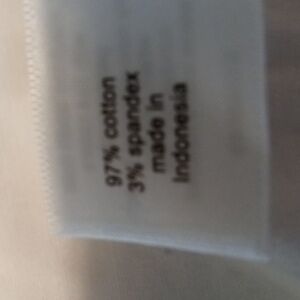 97% cotton
3% spandex
made in
Indonesia